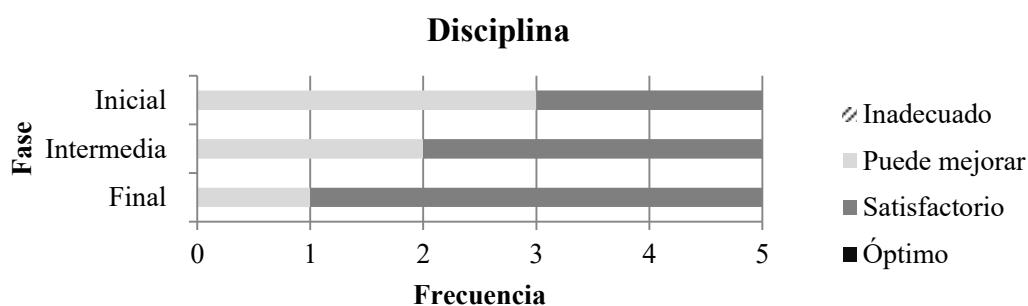 Disciplina
Fase
Inicial
Intermedia
Final
0 1 2 3 4 5
Frecuencia
Inadecuado
Puede mejorar
Satisfactorio
Óptimo